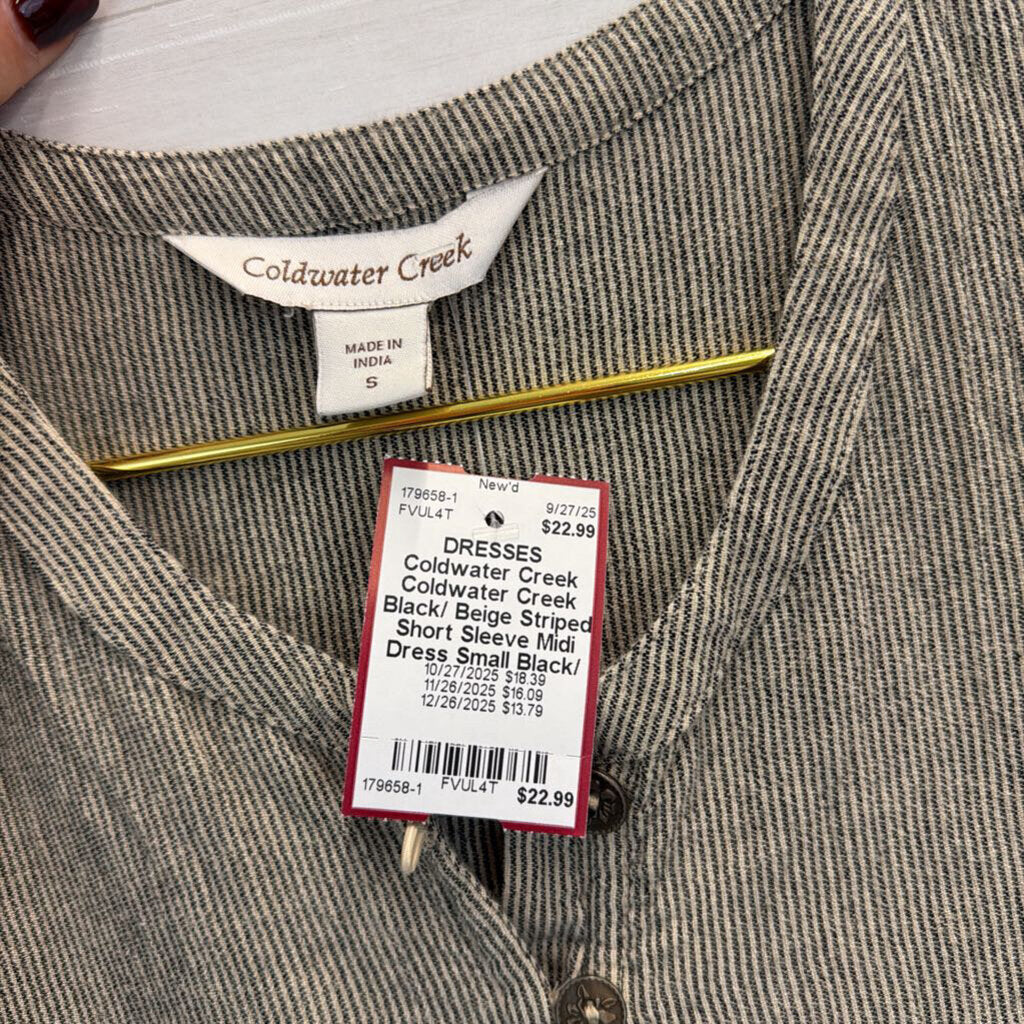 Coldwater Creek
MADE IN
INDIA
S
New'd
179658-1
FVUL4T
9/27/25
$22.99
DRESSES
Coldwater Creek
Coldwater Creek
Black/ Beige Striped
Short Sleeve Midi
Dress Small Black/
10/27/2025 $18.39
11/26/2025 $16.09
12/26/2025 $13.79
179658-1 FVUL4T $22.99